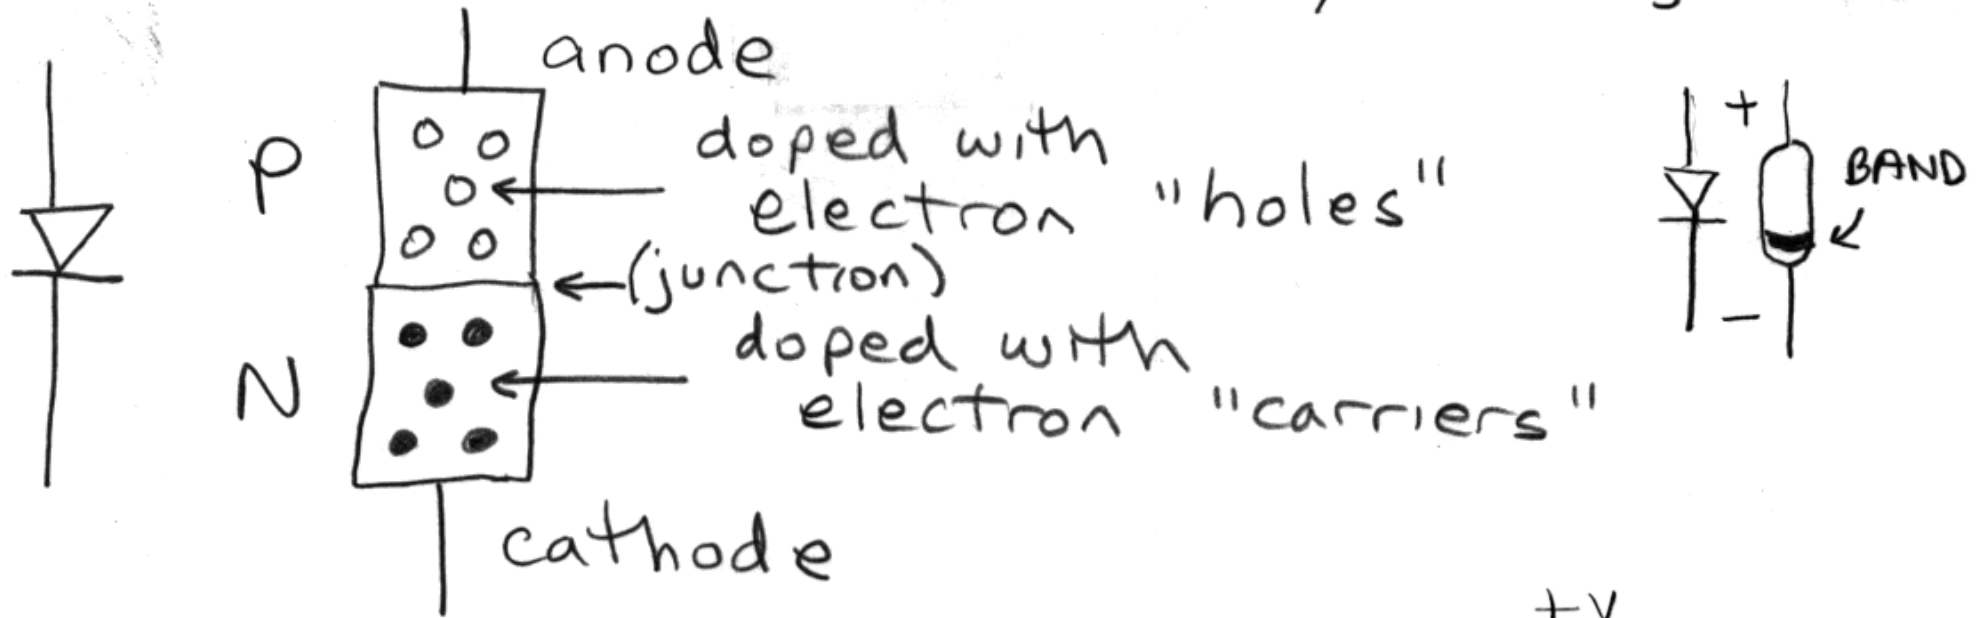 anode
P
doped with
electron "holes"
(junction)
N
doped with
electron "carriers"
cathode
+
BAND
−
+V